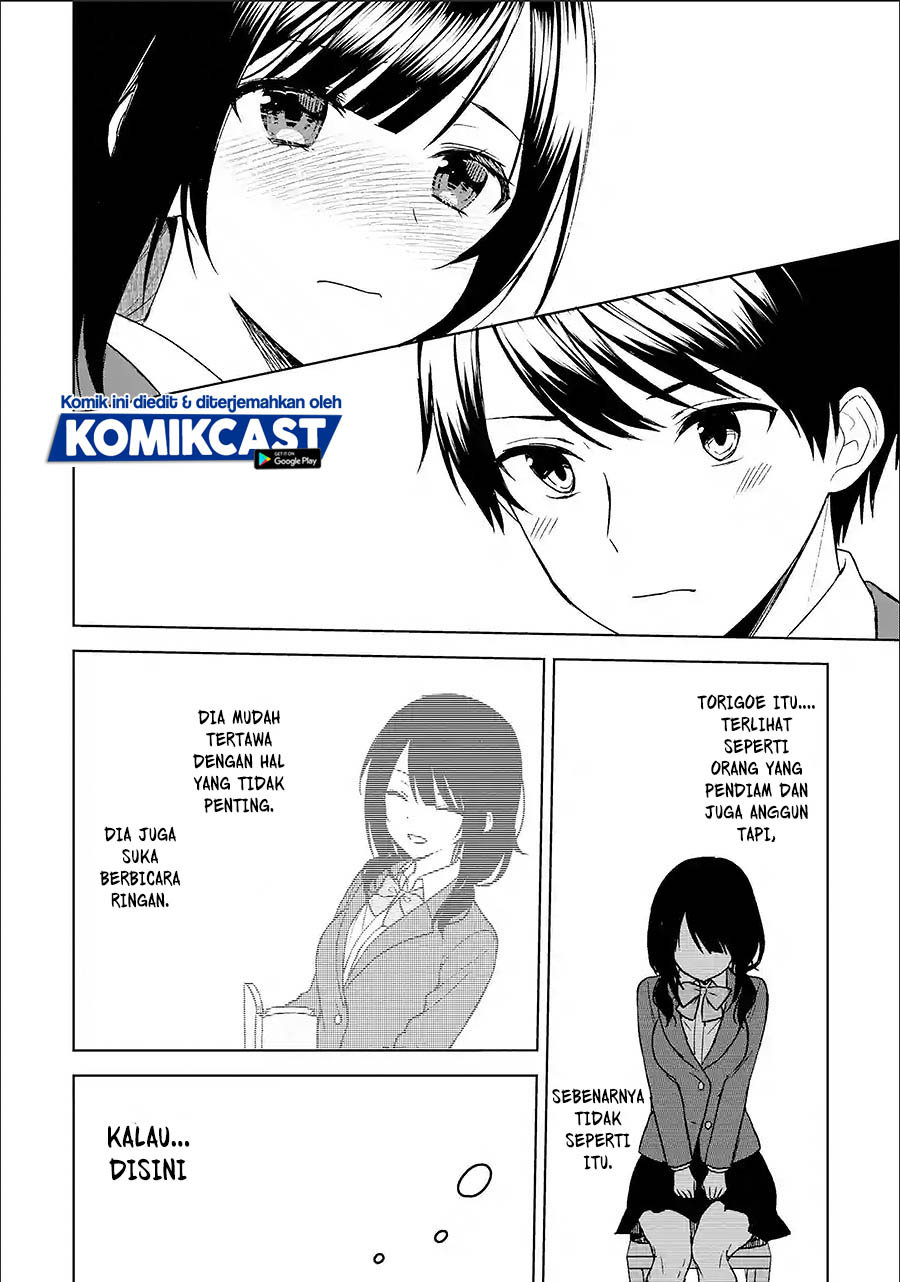 Komik ini diedit & diterjemahkan oleh
KOMIKCAST
GET IT ON
Google Play
TORIGOE ITU....
TERLIHAT
SEPERTI
ORANG YANG
PENDIAM DAN
JUGA ANGGUN
TAPI,
SEBENARNYA
TIDAK
SEPERTI
ITU.
DIA MUDAH
TERTAWA
DENGAN HAL
YANG TIDAK
PENTING.
DIA JUGA
SUKA
BERBICARA
RINGAN.
KALAU...
DISINI